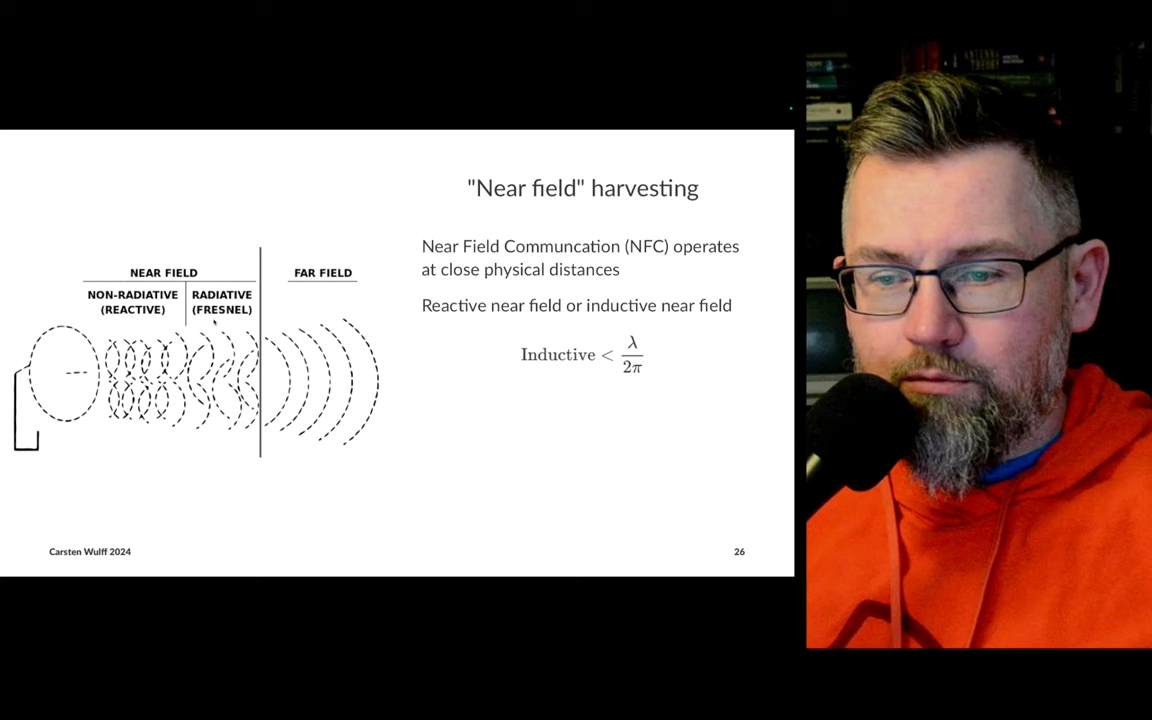 "Near field" harvesting
NEAR FIELD
FAR FIELD
NON-RADIATIVE
(REACTIVE)
RADIATIVE
(FRESNEL)
Near Field Communcation (NFC) operates
at close physical distances
Reactive near field or inductive near field
Inductive < λ/2π
Carsten Wulff 2024
26